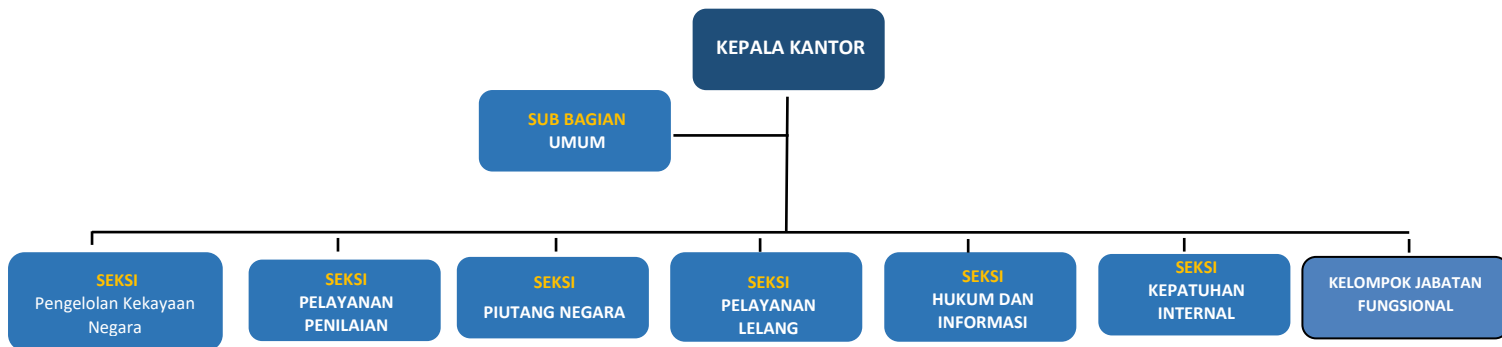 KEPALA KANTOR
SUB BAGIAN
UMUM
SEKSI
Pengelolan Kekayaan
Negara
SEKSI
PELAYANAN
PENILAIAN
SEKSI
PIUTANG NEGARA
SEKSI
PELAYANAN
LELANG
SEKSI
HUKUM DAN
INFORMASI
SEKSI
KEPATUHAN
INTERNAL
KELOMPOK JABATAN
FUNGSIONAL